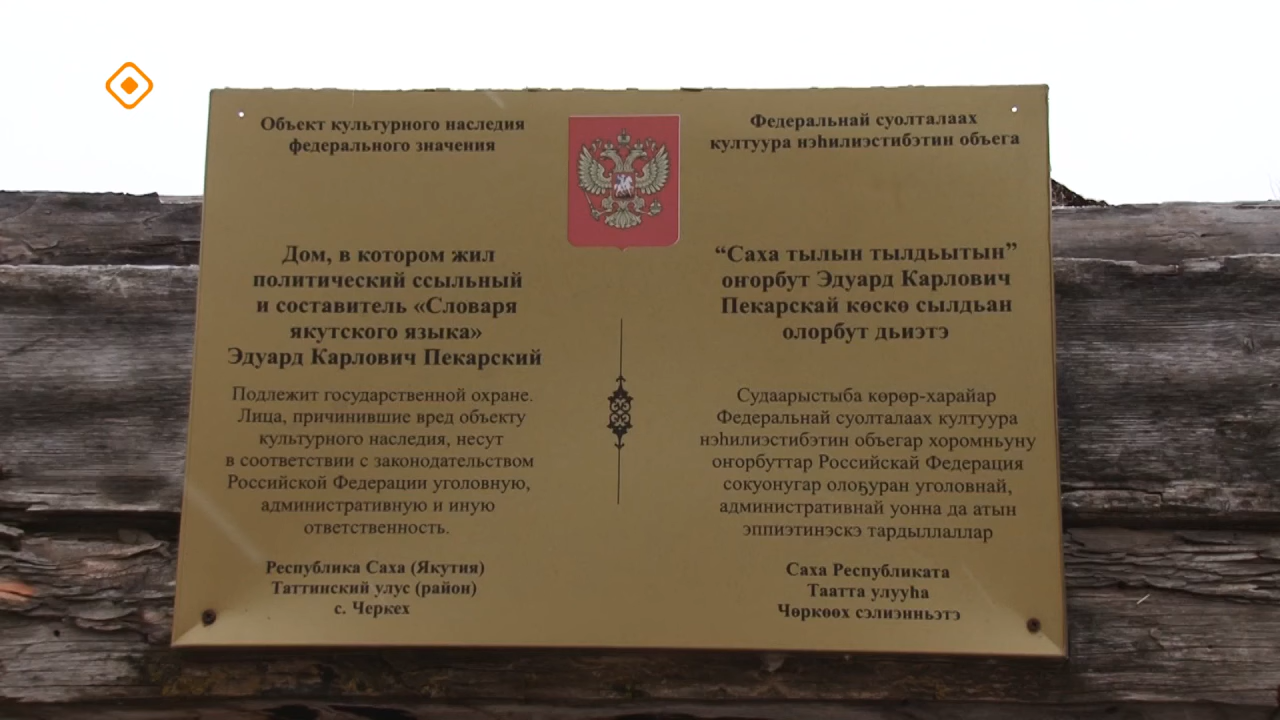 Объект культурного наследия
федерального значения
Дом, в котором жил
политический ссыльный
и составитель «Словаря
якутского языка»
Эдуард Карлович Пекарский
Подлежит государственной охране.
Лица, причинившие вред объекту
культурного наследия, несут
в соответствии с законодательством
Российской Федерации уголовную,
административную и иную
ответственность.
Республика Саха (Якутия)
Таттинский улус (район)
с. Черкех
Федеральнай суолталаах
култуура нэһилиэстибэтин объега
“Саха тылын тылдьытын”
оҥорбут Эдуард Карлович
Пекарскай көскө сылдьан
олорбут дьиэтэ
Судаарыстыба көрөр-харайар
Федеральнай суолталаах култуура
нэһилиэстибэтин объегар хоромньуну
оҥорбуттар Российскай Федерация
сокуонугар олоҕуран уголовнай,
административнай уонна да атын
эппиэтинэскэ тардыллаллар
Саха Республиката
Таатта улууһа
Чөркөөх сэлиэнньэтэ